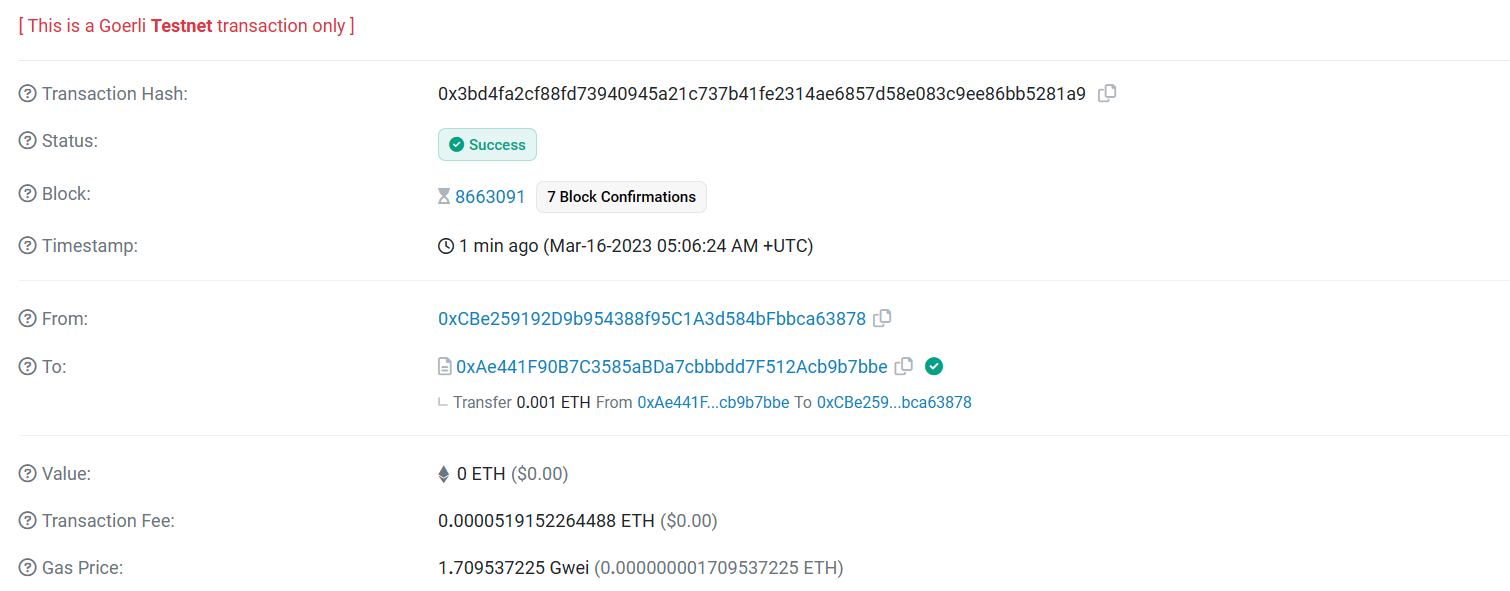 [ This is a Goerli Testnet transaction only ]
Transaction Hash: 0x3bd4fa2cf88fd73940945a21c737b41fe2314ae6857d58e083c9ee86bb5281a9
Status: Success
Block: 8663091 7 Block Confirmations
Timestamp: 1 min ago (Mar-16-2023 05:06:24 AM +UTC)
From: 0xCBe259192D9b954388f95C1A3d584bFbbca63878
To: 0xAe441F90B7C3585aBDa7cbbbdd7F512Acb9b7bbe
Transfer 0.001 ETH From 0xAe441F...cb9b7bbe To 0xCBe259...bca63878
Value: 0 ETH ($0.00)
Transaction Fee: 0.0000519152264488 ETH ($0.00)
Gas Price: 1.709537225 Gwei (0.000000001709537225 ETH)